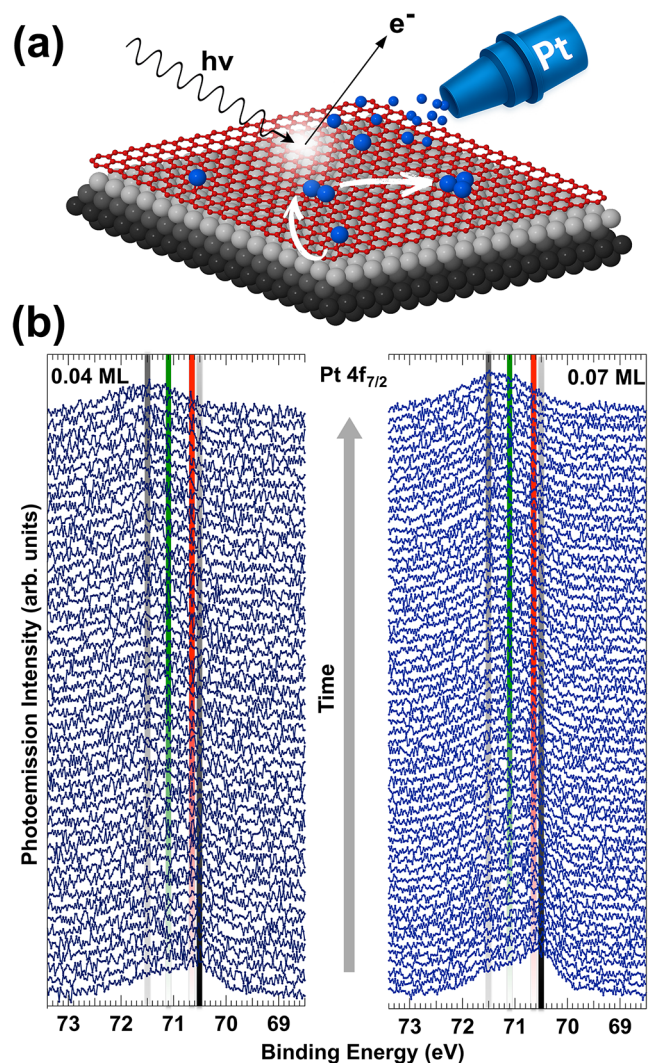 (a)
hν
e-
Pt
(b)
0.04 ML
Pt 4f7/2
0.07 ML
Photoemission Intensity (arb. units)
Time
73 72 71 70 69
73 72 71 70 69
Binding Energy (eV)